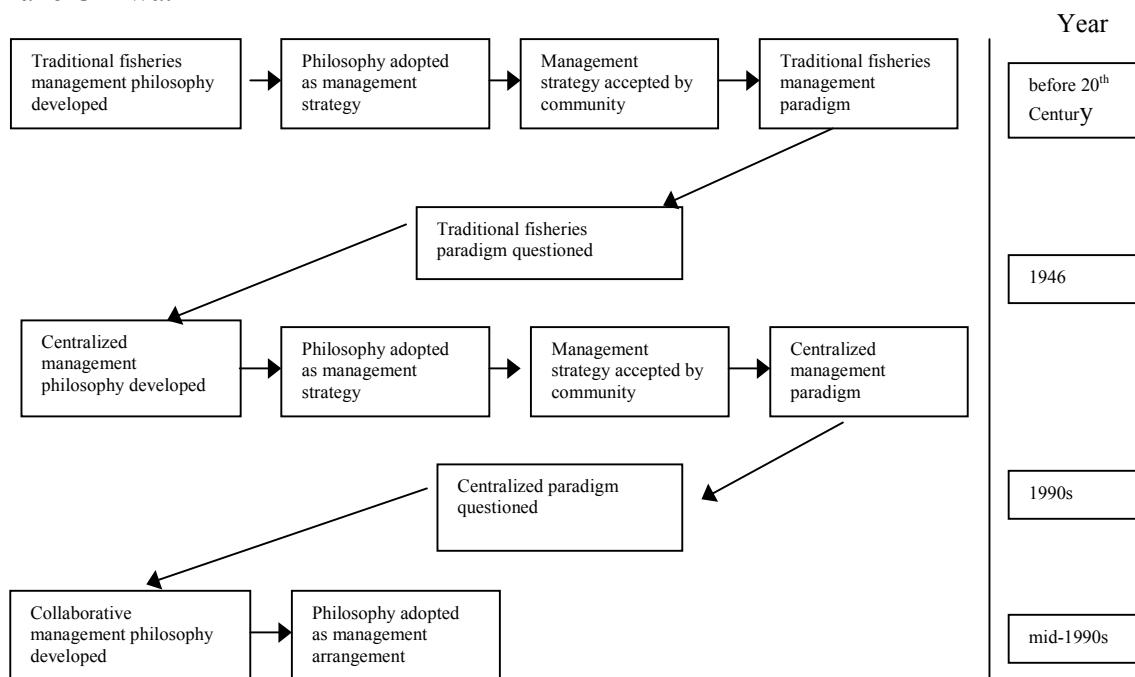 Year
Traditional fisheries
management philosophy
developed
Philosophy adopted
as management
strategy
Management
strategy accepted by
community
Traditional fisheries
management
paradigm
before 20th
Century
Traditional fisheries
paradigm questioned
1946
Centralized
management
philosophy developed
Philosophy adopted
as management
strategy
Management
strategy accepted by
community
Centralized
management
paradigm
Centralized paradigm
questioned
1990s
Collaborative
management philosophy
developed
Philosophy adopted
as management
arrangement
mid-1990s